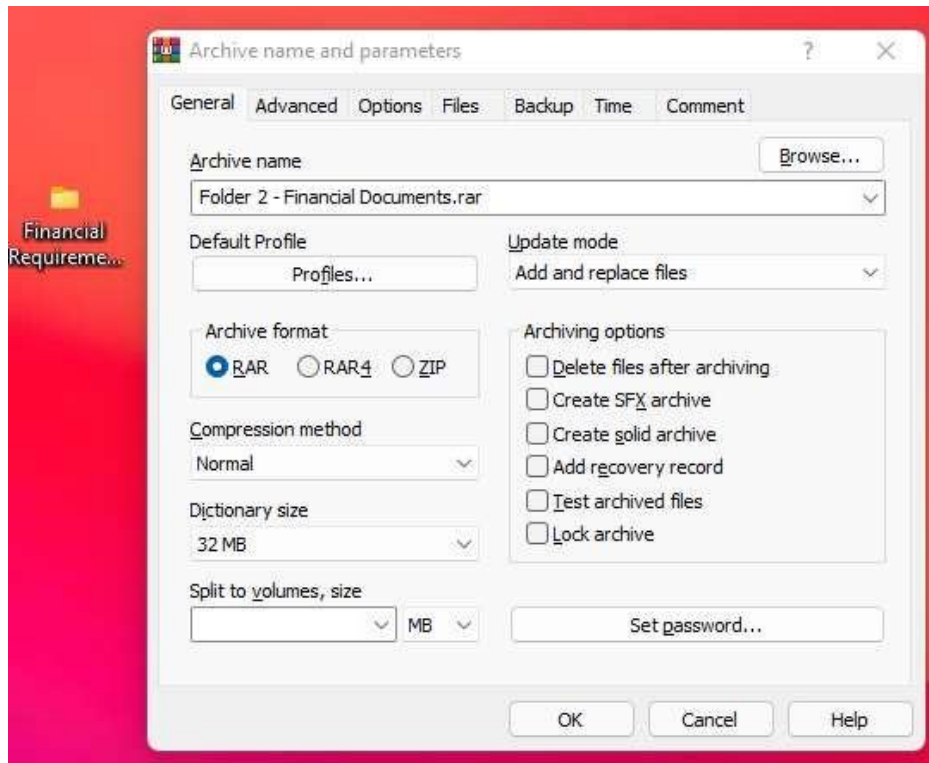 Archive name and parameters
?
General Advanced Options Files Backup Time Comment
Archive name
Browse...
Folder 2 - Financial Documents.rar
Financial
Requireme...
Default Profile
Profiles...
Update mode
Add and replace files
Archive format
RAR RAR4 ZIP
Compression method
Normal
Dictionary size
32 MB
Split to volumes, size
MB
Archiving options
Delete files after archiving
Create SFX archive
Create solid archive
Add recovery record
Test archived files
Lock archive
Set password...
OK Cancel Help